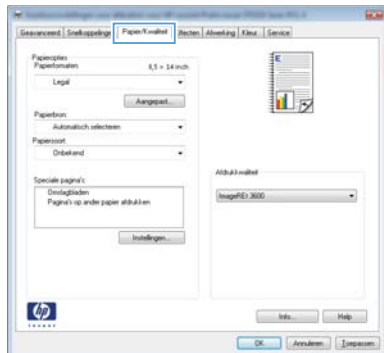 Geavanceerd Snelkoppelingen Papier/Kwaliteit Effecten Afwerking Kleur Service
Papieropties
Papierformaten: 8,5 × 14 inch
Legal
Aangepast...
Papierbron:
Automatisch selecteren
Papiersoort:
Onbekend
Speciale pagina's:
Omslagbladen
Pagina's op ander papier afdrukken
Instellingen...
Afdrukkwaliteit
ImageREt 3600
hp
invent
Info...
Help
OK
Annuleren
Toepassen